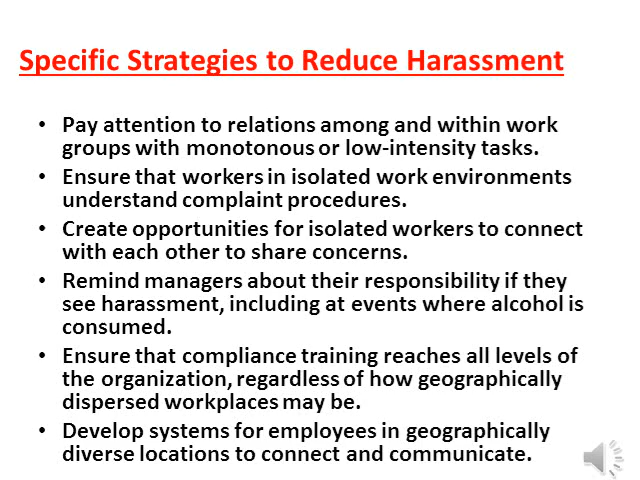 Specific Strategies to Reduce Harassment
• Pay attention to relations among and within work
groups with monotonous or low-intensity tasks.
• Ensure that workers in isolated work environments
understand complaint procedures.
• Create opportunities for isolated workers to connect
with each other to share concerns.
• Remind managers about their responsibility if they
see harassment, including at events where alcohol is
consumed.
• Ensure that compliance training reaches all levels of
the organization, regardless of how geographically
dispersed workplaces may be.
• Develop systems for employees in geographically
diverse locations to connect and communicate.